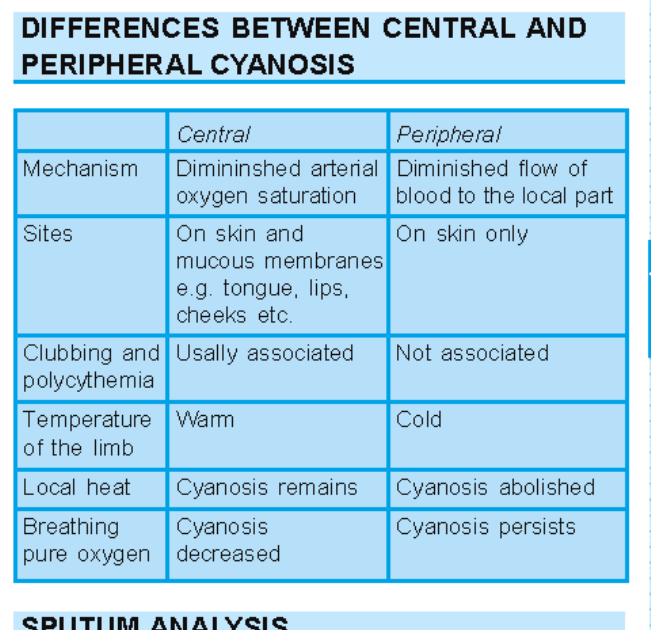 DIFFERENCES BETWEEN CENTRAL AND
PERIPHERAL CYANOSIS
Central Peripheral
Mechanism Dimininshed arterial Diminished flow of
oxygen saturation blood to the local part
Sites On skin and On skin only
mucous membranes
e.g. tongue, lips,
cheeks etc.
Clubbing and Usally associated Not associated
polycythemia
Temperature Warm Cold
of the limb
Local heat Cyanosis remains Cyanosis abolished
Breathing Cyanosis Cyanosis persists
pure oxygen decreased
SPUTUM ANALYSIS